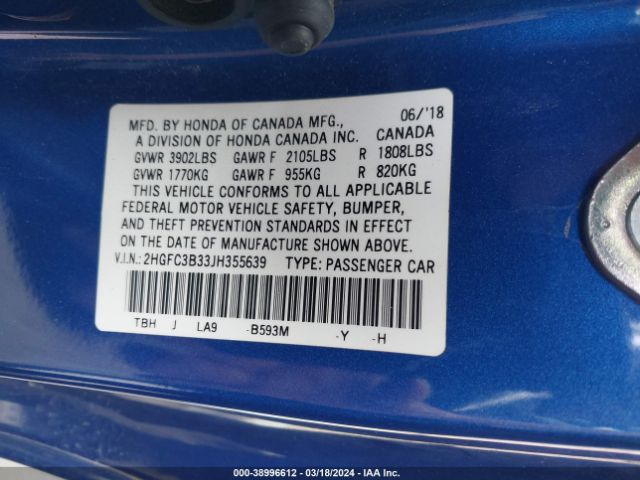 MFD. BY HONDA OF CANADA MFG., 06/'18
A DIVISION OF HONDA CANADA INC. CANADA
GVWR 3902LBS GAWR F 2105LBS R 1808LBS
GVWR 1770KG GAWR F 955KG R 820KG
THIS VEHICLE CONFORMS TO ALL APPLICABLE
FEDERAL MOTOR VEHICLE SAFETY, BUMPER,
AND THEFT PREVENTION STANDARDS IN EFFECT
ON THE DATE OF MANUFACTURE SHOWN ABOVE.
V.I.N.:2HGFC3B33JH355639 TYPE: PASSENGER CAR
TBH J LA9 -B593M -Y -H
000-38996612 - 03/18/2024 - IAA Inc.